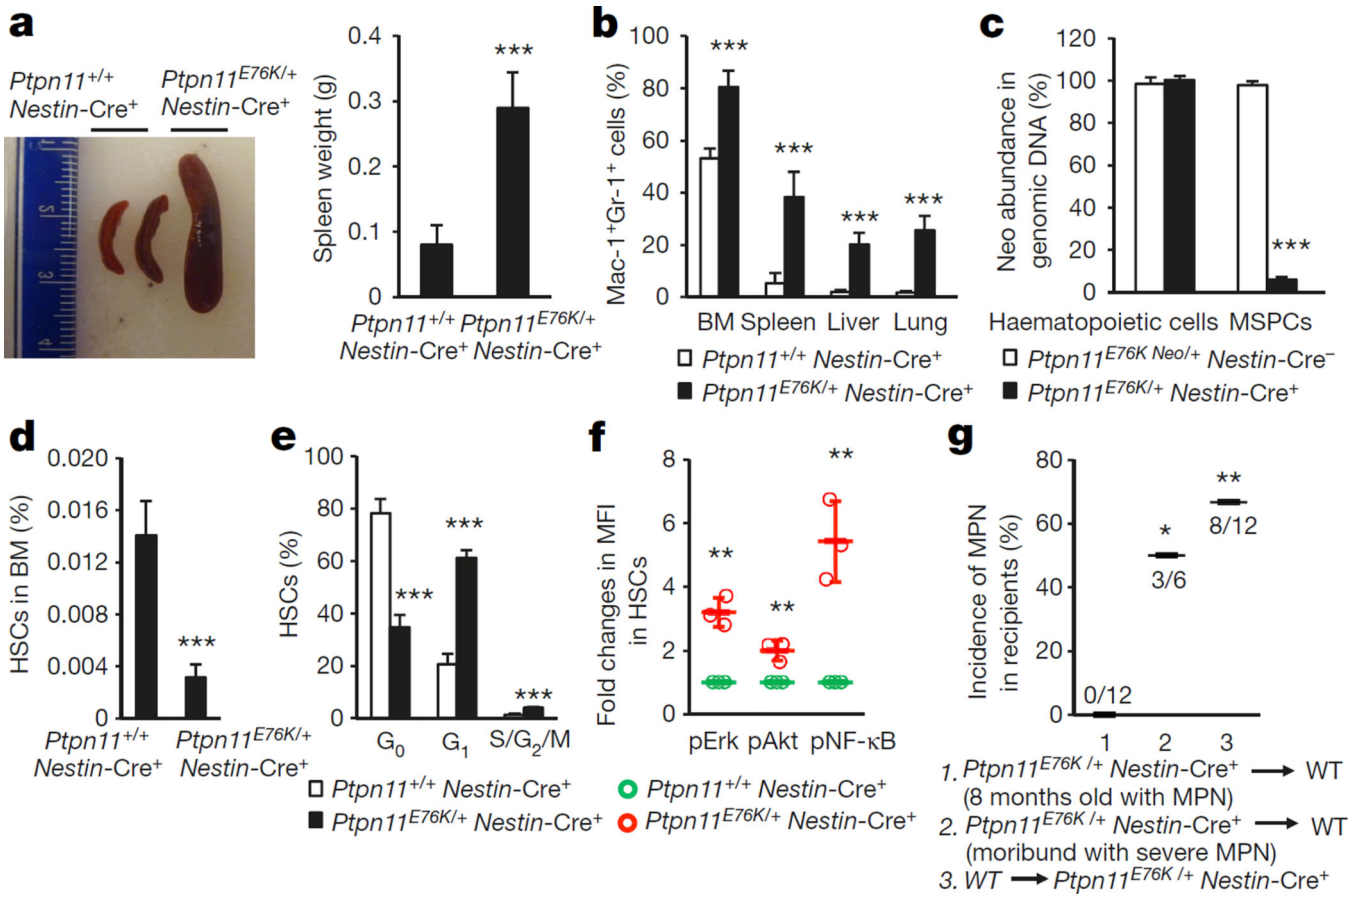 a
Ptpn11+/+
Nestin-Cre+
Ptpn11E76K/+
Nestin-Cre+
2
3
4
Spleen weight (g)
0.4
0.3
0.2
0.1
0
***
Ptpn11+/+ Ptpn11E76K/+
Nestin-Cre+ Nestin-Cre+
b
Mac-1+Gr-1+ cells (%)
100
80
60
40
20
0
***
***
***
***
BM Spleen Liver Lung
Ptpn11+/+ Nestin-Cre+
Ptpn11E76K/+ Nestin-Cre+
c
Neo abundance in
genomic DNA (%)
120
100
80
60
40
20
0
***
Haematopoietic cells MSPCs
Ptpn11E76K Neo/+ Nestin-Cre–
Ptpn11E76K/+ Nestin-Cre+
d
HSCs in BM (%)
0.020
0.016
0.012
0.008
0.004
0
***
Ptpn11+/+ Ptpn11E76K/+
Nestin-Cre+ Nestin-Cre+
e
HSCs (%)
100
80
60
40
20
0
***
***
***
G0 G1 S/G2/M
Ptpn11+/+ Nestin-Cre+
Ptpn11E76K/+ Nestin-Cre+
f
Fold changes in MFI
in HSCs
8
6
4
2
0
**
**
**
pErk pAkt pNF-κB
Ptpn11+/+ Nestin-Cre+
Ptpn11E76K/+ Nestin-Cre+
g
Incidence of MPN
in recipients (%)
80
60
40
20
0
0/12
*
3/6
**
8/12
1 2 3
1. Ptpn11E76K /+ Nestin-Cre+ → WT
(8 months old with MPN)
2. Ptpn11E76K /+ Nestin-Cre+ → WT
(moribund with severe MPN)
3. WT → Ptpn11E76K /+ Nestin-Cre+